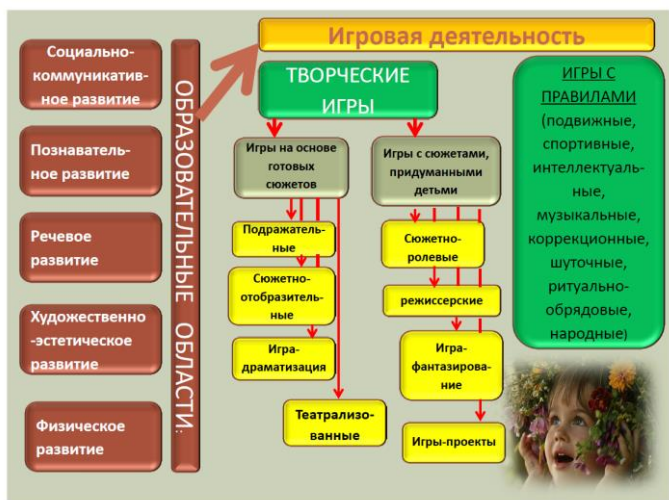 Социально-
коммуникатив-
ное развитие
Познаватель-
ное развитие
Речевое
развитие
Художественно
-эстетическое
развитие
Физическое
развитие
ОБРАЗОВАТЕЛЬНЫЕ ОБЛАСТИ:
Игровая деятельность
ТВОРЧЕСКИЕ
ИГРЫ
Игры на основе
готовых
сюжетов
Подражатель-
ные
Сюжетно-
отобразитель-
ные
Игра-
драматизация
Театрализо-
ванные
Игры с сюжетами,
придуманными
детьми
Сюжетно-
ролевые
режиссерские
Игра-
фантазирова-
ние
Игры-проекты
ИГРЫ С
ПРАВИЛАМИ
(подвижные,
спортивные,
интеллектуаль-
ные,
музыкальные,
коррекционные,
шуточные,
ритуально-
обрядовые,
народные)